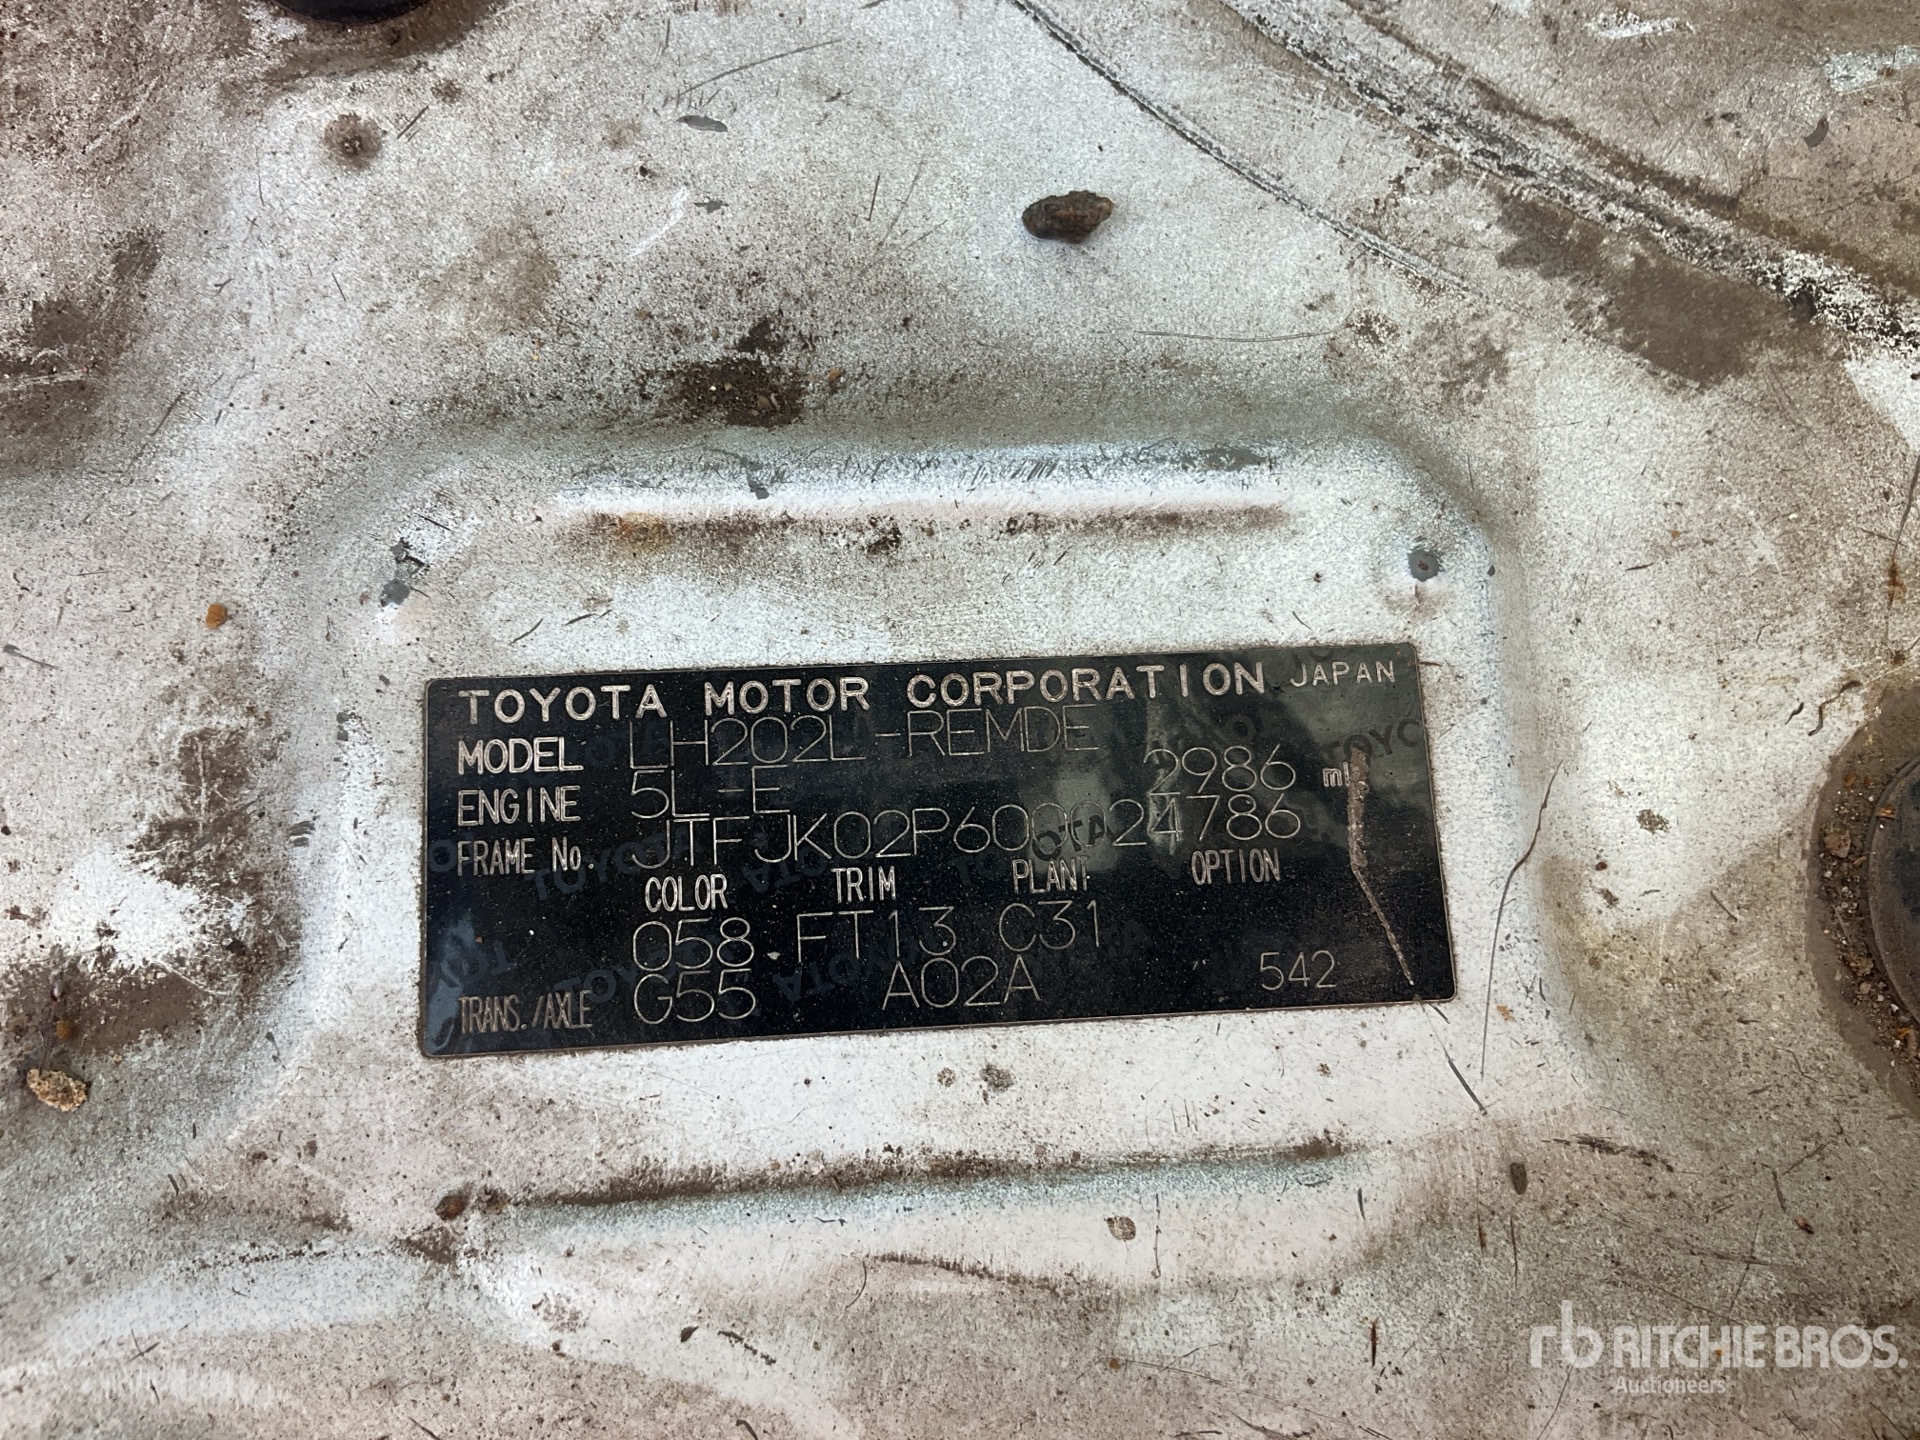 TOYOTA MOTOR CORPORATION JAPAN
MODEL LH202L-REMDE
ENGINE 5L-E 2986 ml
FRAME No. JTFJK02P600024786
COLOR TRIM PLANT OPTION
058 FT13 C31
TRANS./AXLE G55 A02A 542
rb RITCHIE BROS.
Auctioneers